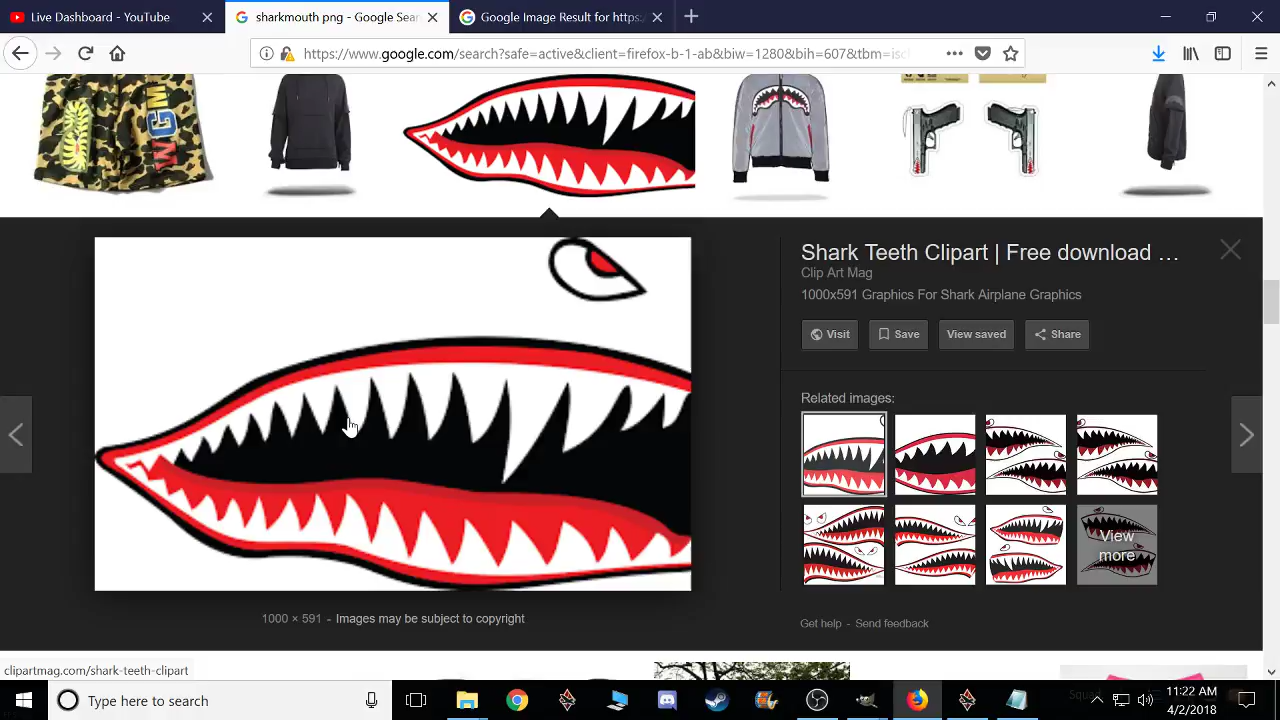 Live Dashboard - YouTube
sharkmouth png - Google Sear
Google Image Result for https:
https://www.google.com/search?safe=active&client=firefox-b-1-ab&biw=1280&bih=607&tbm=isc
WGM
Shark Teeth Clipart | Free download …
Clip Art Mag
1000x591 Graphics For Shark Airplane Graphics
Visit
Save
View saved
Share
Related images:
View
more
1000 × 591 - Images may be subject to copyright
Get help - Send feedback
clipartmag.com/shark-teeth-clipart
Type here to search
Squad
11:22 AM
4/2/2018